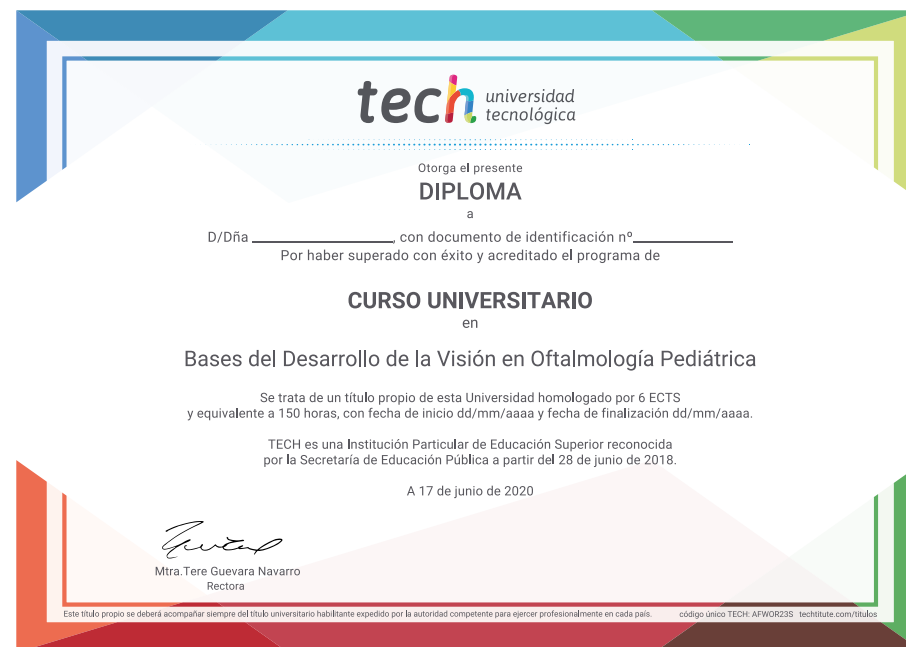 tech universidad
tecnológica
Otorga el presente
DIPLOMA
a
D/Dña ____________________, con documento de identificación nº______________
Por haber superado con éxito y acreditado el programa de
CURSO UNIVERSITARIO
en
Bases del Desarrollo de la Visión en Oftalmología Pediátrica
Se trata de un título propio de esta Universidad homologado por 6 ECTS
y equivalente a 150 horas, con fecha de inicio dd/mm/aaaa y fecha de finalización dd/mm/aaaa.
TECH es una Institución Particular de Educación Superior reconocida
por la Secretaría de Educación Pública a partir del 28 de junio de 2018.
A 17 de junio de 2020
Mtra.Tere Guevara Navarro
Rectora
Este título propio se deberá acompañar siempre del título universitario habilitante expedido por la autoridad competente para ejercer profesionalmente en cada país. código único TECH: AFWOR23S techtitute.com/titulos